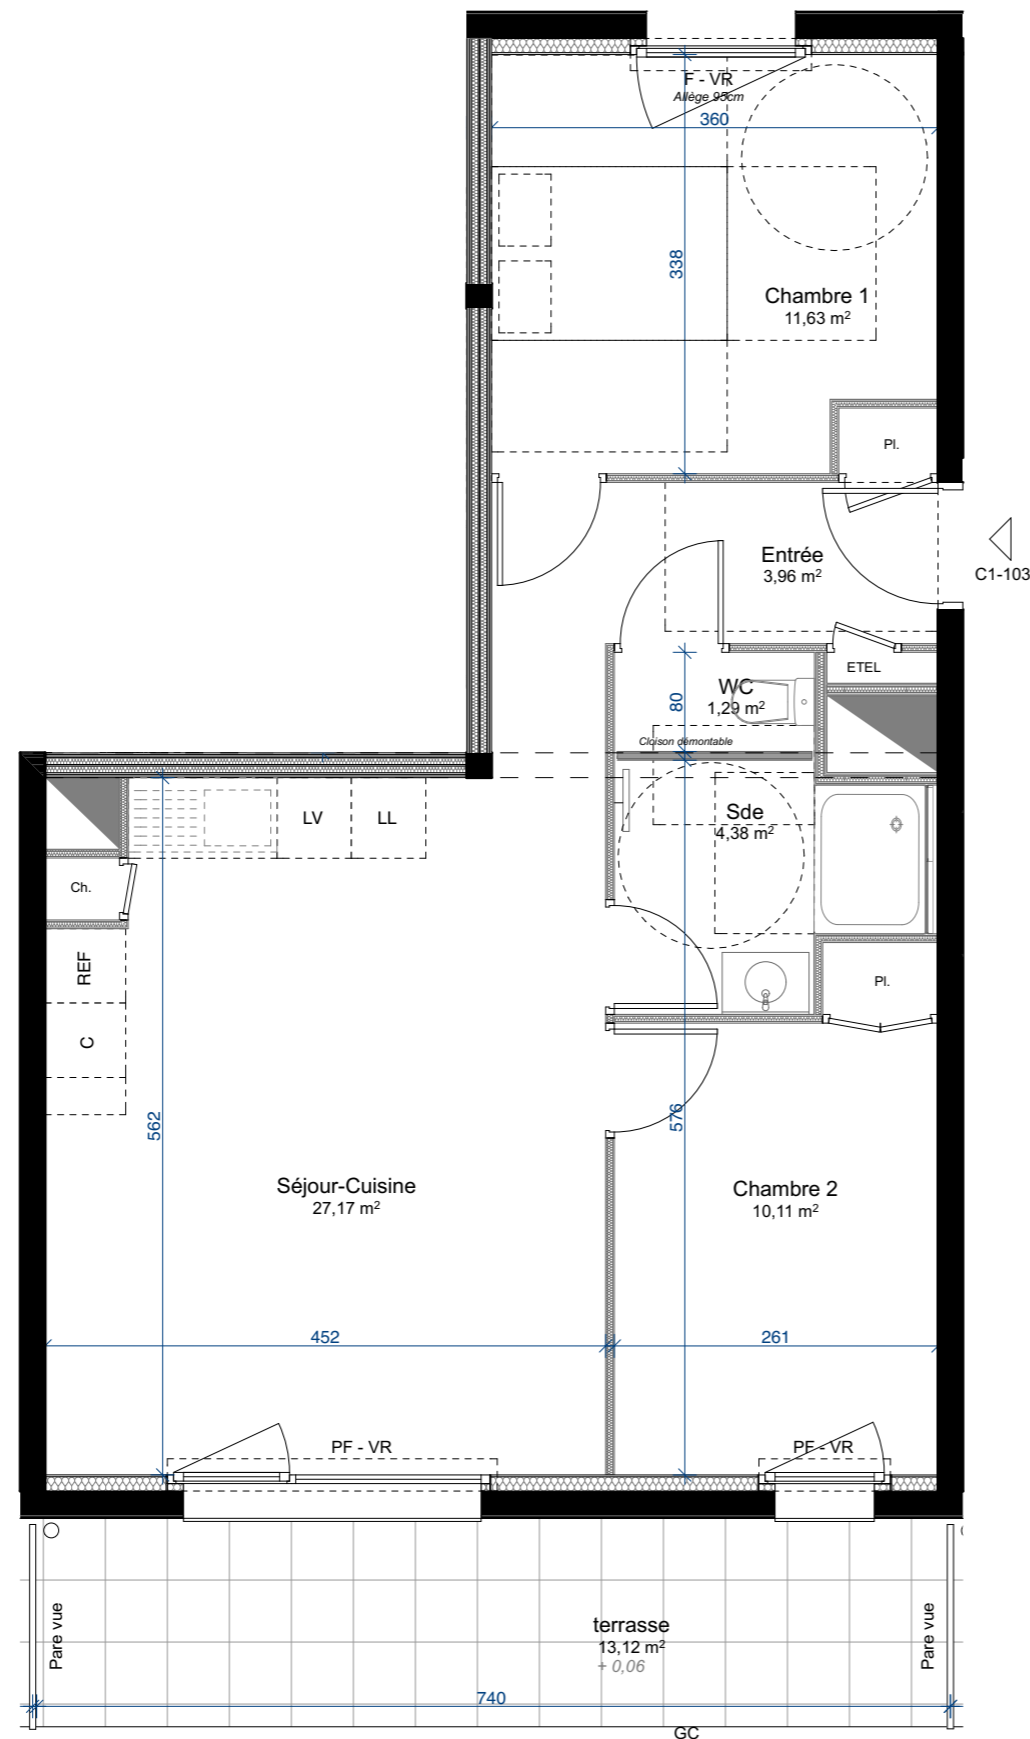 F - VR
Allège 95cm
360
338
Chambre 1
11,63 m²
Pl.
Entrée
3,96 m²
C1-103
ETEL
WC
1,29 m²
80
Cloison démontable
Sde
4,38 m²
LV
LL
Ch.
REF
C
Pl.
562
576
Séjour-Cuisine
27,17 m²
Chambre 2
10,11 m²
452
261
PF - VR
PF - VR
Pare vue
terrasse
13,12 m²
+ 0,06
Pare vue
740
GC